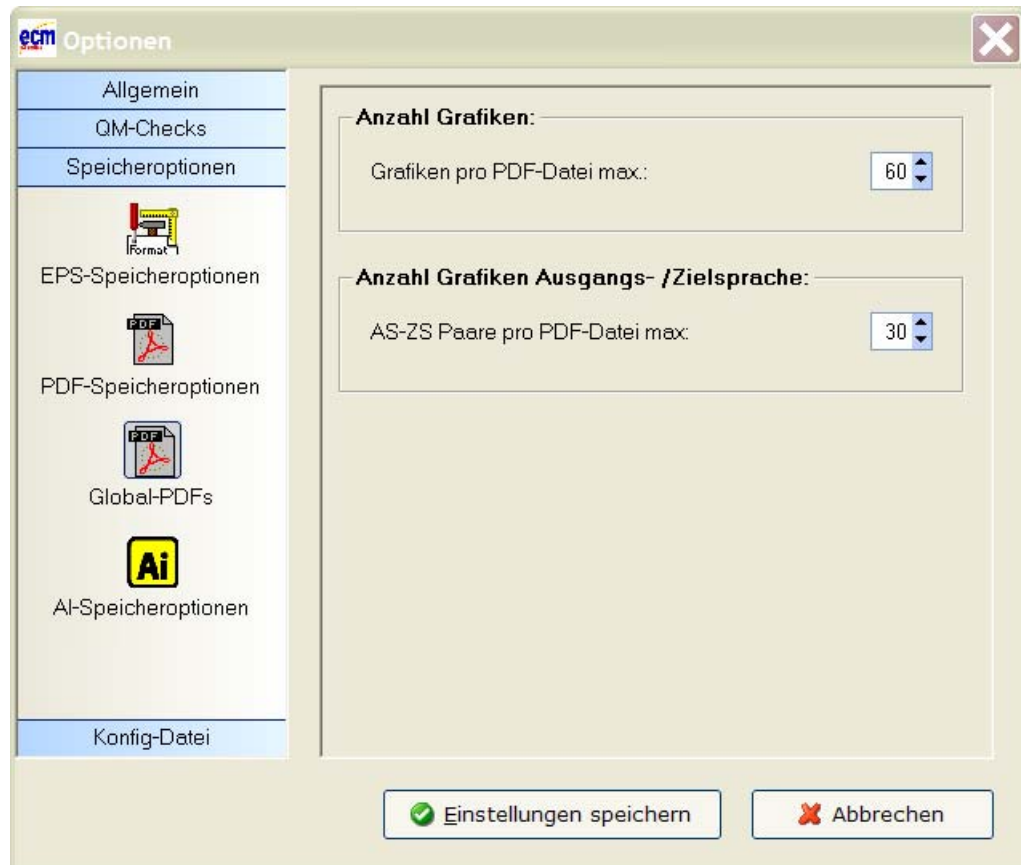 ecm Optionen
Allgemein
QM-Checks
Speicheroptionen
Format
EPS-Speicheroptionen
PDF
PDF-Speicheroptionen
PDF
Global-PDFs
Ai
AI-Speicheroptionen
Konfig-Datei
Anzahl Grafiken:
Grafiken pro PDF-Datei max.: 60
Anzahl Grafiken Ausgangs- /Zielsprache:
AS-ZS Paare pro PDF-Datei max: 30
Einstellungen speichern
Abbrechen